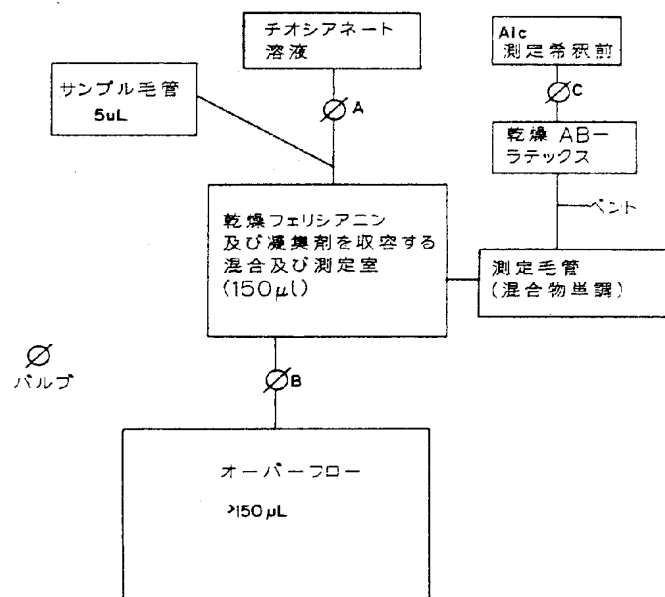 チオシアネート
溶液
A1c
測定希釈前
サンプル毛管
5uL
A
C
乾燥 AB-
ラテックス
乾燥フェリシアニン
及び凝集剤を収容する
混合及び測定室
(150μl)
ベント
測定毛管
(混合物単調)
バルブ
B
オーバーフロー
>150μL